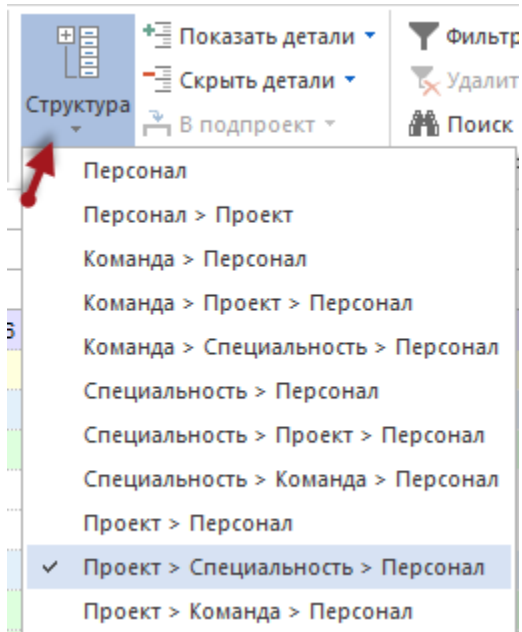 Показать детали
Фильтр
Скрыть детали
Удалит
Структура
В подпроект
Поиск
Персонал
Персонал > Проект
Команда > Персонал
Команда > Проект > Персонал
Команда > Специальность > Персонал
Специальность > Персонал
Специальность > Проект > Персонал
Специальность > Команда > Персонал
Проект > Персонал
Проект > Специальность > Персонал
Проект > Команда > Персонал